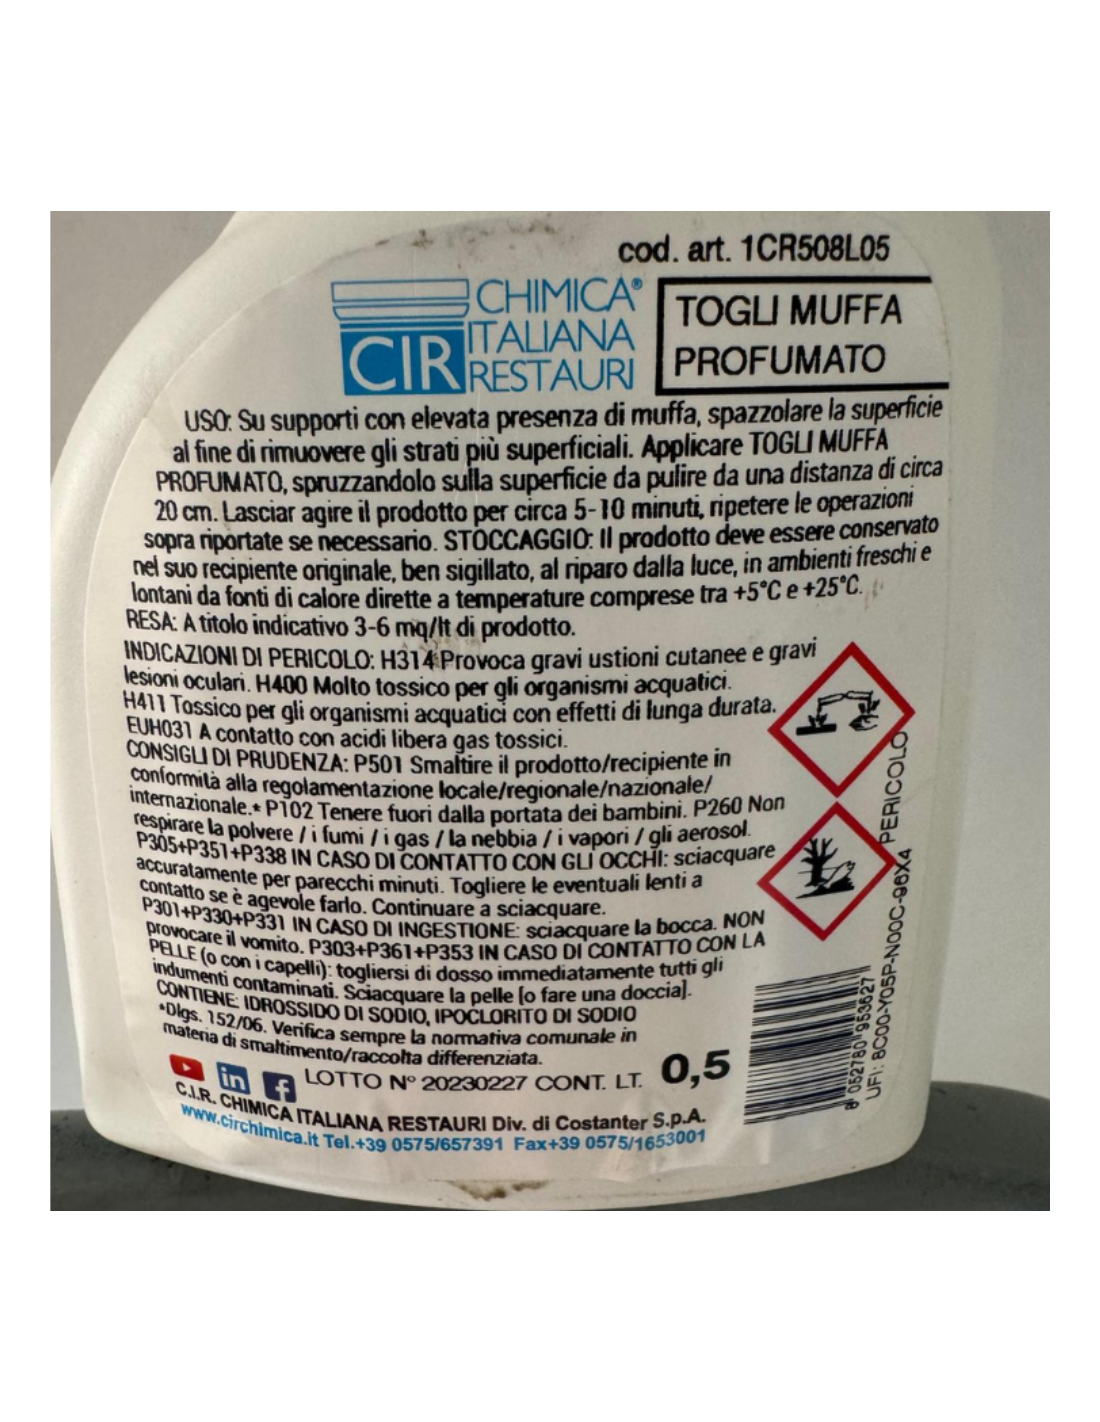 cod. art. 1CR508L05
CHIMICA®
ITALIANA
RESTAURI
CIR
TOGLI MUFFA
PROFUMATO
USO: Su supporti con elevata presenza di muffa, spazzolare la superficie
al fine di rimuovere gli strati più superficiali. Applicare TOGLI MUFFA
PROFUMATO, spruzzandolo sulla superficie da pulire da una distanza di circa
20 cm. Lasciar agire il prodotto per circa 5-10 minuti, ripetere le operazioni
sopra riportate se necessario. STOCCAGGIO: Il prodotto deve essere conservato
nel suo recipiente originale, ben sigillato, al riparo dalla luce, in ambienti freschi e
lontani da fonti di calore dirette a temperature comprese tra +5°C e +25°C.
RESA: A titolo indicativo 3-6 mq/lt di prodotto.
INDICAZIONI DI PERICOLO: H314 Provoca gravi ustioni cutanee e gravi
lesioni oculari. H400 Molto tossico per gli organismi acquatici.
H411 Tossico per gli organismi acquatici con effetti di lunga durata.
EUH031 A contatto con acidi libera gas tossici.
CONSIGLI DI PRUDENZA: P501 Smaltire il prodotto/recipiente in
conformità alla regolamentazione locale/regionale/nazionale/
internazionale.* P102 Tenere fuori dalla portata dei bambini. P260 Non
respirare la polvere / i fumi / i gas / la nebbia / i vapori / gli aerosol.
P305+P351+P338 IN CASO DI CONTATTO CON GLI OCCHI: sciacquare
accuratamente per parecchi minuti. Togliere le eventuali lenti a
contatto se è agevole farlo. Continuare a sciacquare.
P301+P330+P331 IN CASO DI INGESTIONE: sciacquare la bocca. NON
provocare il vomito. P303+P361+P353 IN CASO DI CONTATTO CON LA
PELLE (o con i capelli): togliersi di dosso immediatamente tutti gli
indumenti contaminati. Sciacquare la pelle [o fare una doccia].
CONTIENE: IDROSSIDO DI SODIO, IPOCLORITO DI SODIO
*Dlgs. 152/06. Verifica sempre la normativa comunale in
materia di smaltimento/raccolta differenziata.
in f LOTTO N° 20230227 CONT. LT. 0,5
C.I.R. CHIMICA ITALIANA RESTAURI Div. di Costanter S.p.A.
www.circhimica.it Tel.+39 0575/657391 Fax+39 0575/1653001
PERICOLO
8 052780 953627
UFI: 8C00-Y05P-N00C-96X4